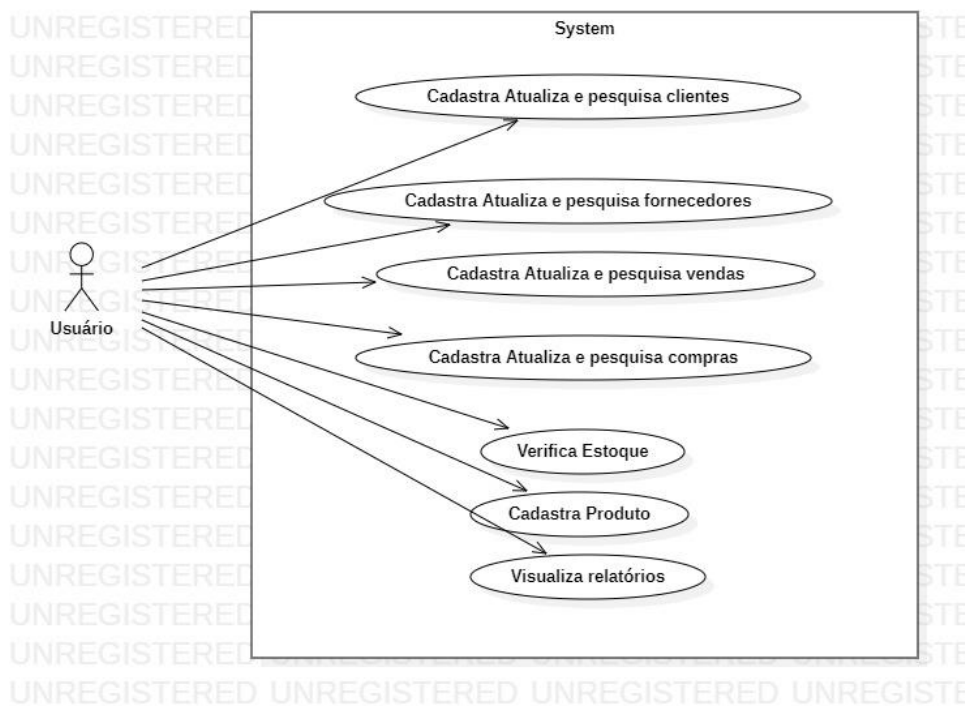 System
Cadastra Atualiza e pesquisa clientes
Cadastra Atualiza e pesquisa fornecedores
Cadastra Atualiza e pesquisa vendas
Usuário
Cadastra Atualiza e pesquisa compras
Verifica Estoque
Cadastra Produto
Visualiza relatórios
UNREGISTERED UNREGISTERED UNREGISTERED